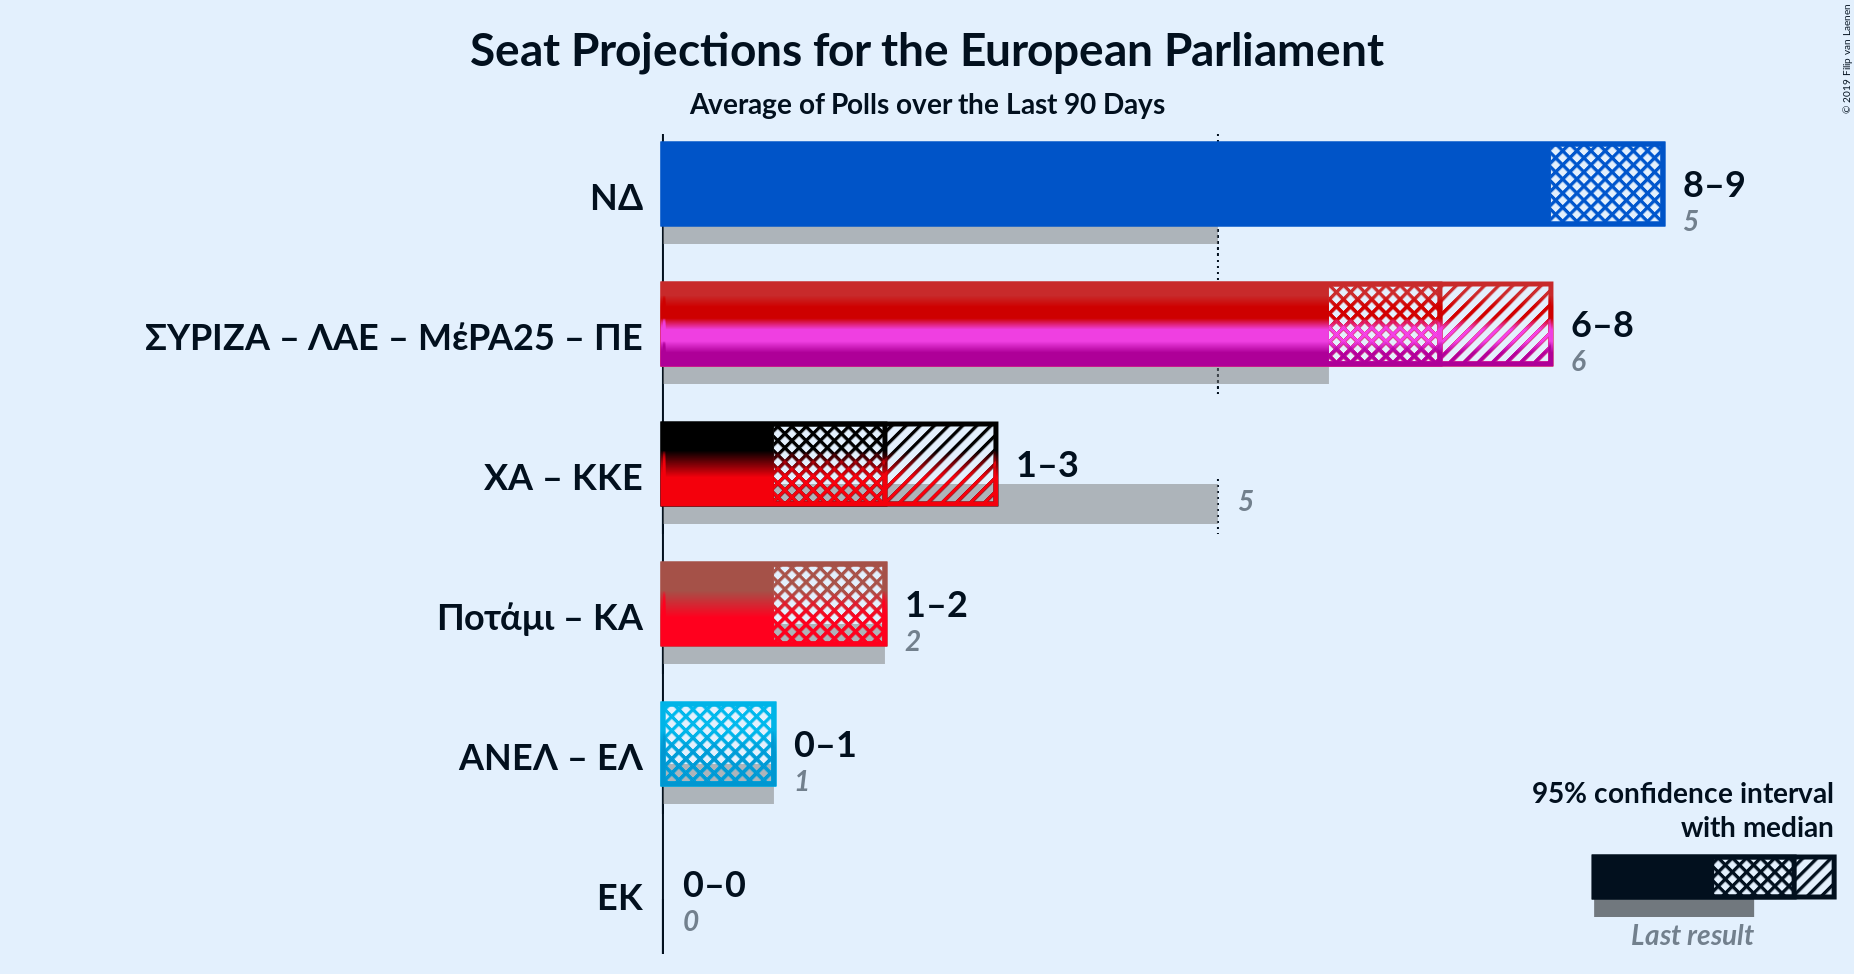 Seat Projections for the European Parliament
Average of Polls over the Last 90 Days
© 2019 Filip van Laenen
ΝΔ
8–9
5
ΣΥΡΙΖΑ – ΛΑΕ – ΜέΡΑ25 – ΠΕ
6–8
6
ΧΑ – ΚΚΕ
1–3
5
Ποτάμι – ΚΑ
1–2
2
ΑΝΕΛ – ΕΛ
0–1
1
ΕΚ
0–0
0
95% confidence interval
with median
Last result